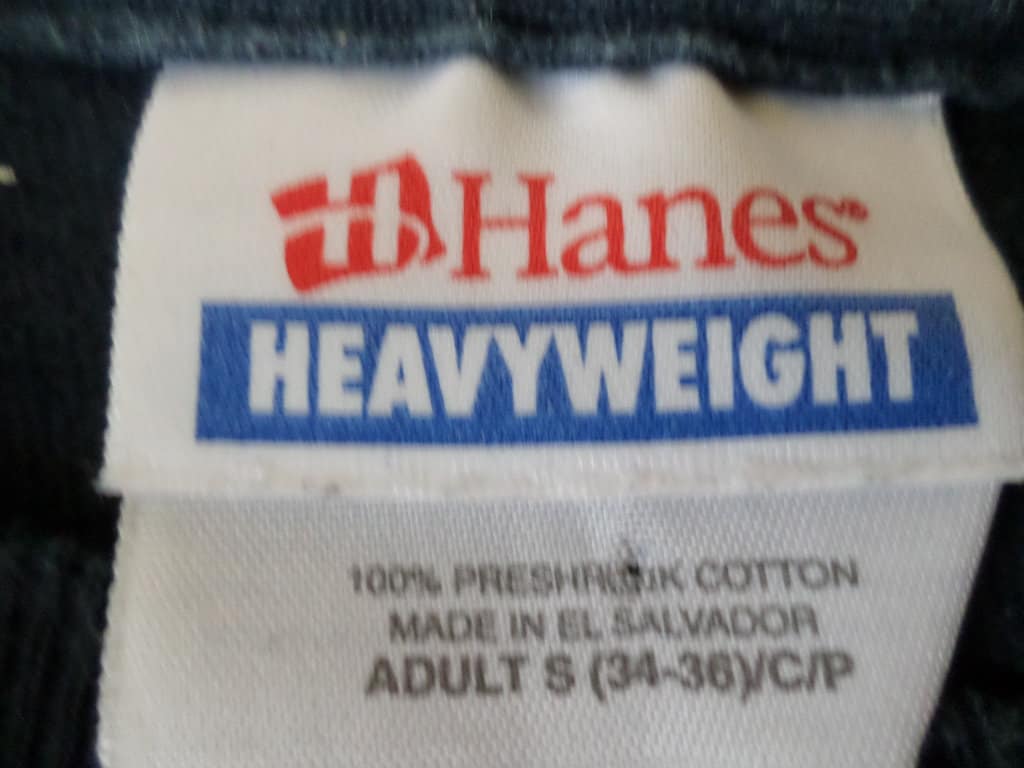 H Hanes®
HEAVYWEIGHT
100% PRESHRUNK COTTON
MADE IN EL SALVADOR
ADULT S (34-36)/C/P